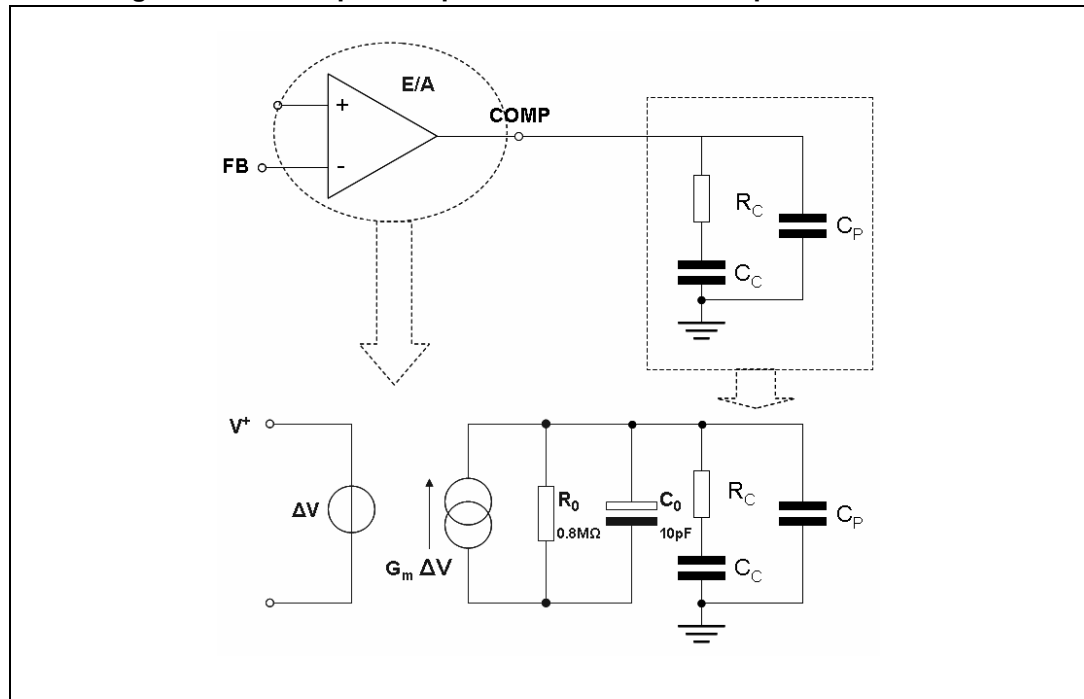 E/A
+
COMP
FB
-
R_C
C_P
C_C
V⁺
ΔV
G_m ΔV
R_0
0.8MΩ
C_0
10pF
R_C
C_C
C_P